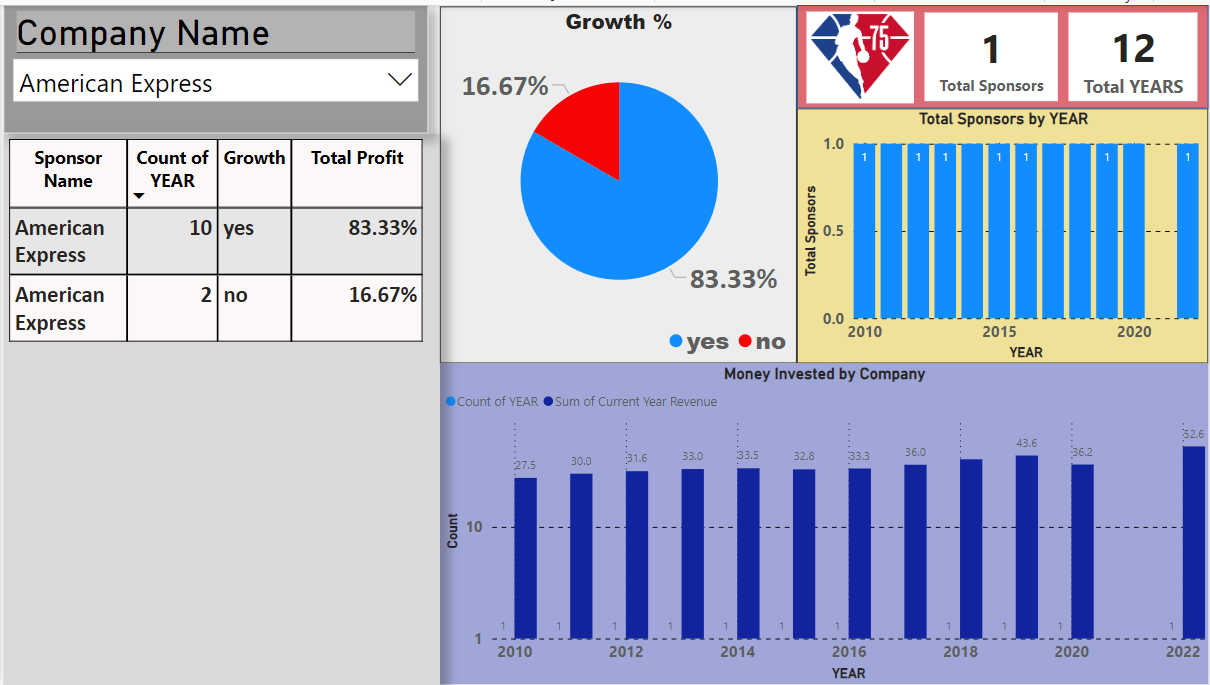 Company Name
American Express
Sponsor Name Count of YEAR Growth Total Profit
American Express 10 yes 83.33%
American Express 2 no 16.67%
Growth %
16.67%
83.33%
yes no
75
1
Total Sponsors
12
Total YEARS
Total Sponsors by YEAR
Total Sponsors
1.0
0.5
0.0
1 1 1 1 1 1 1
2010 2015 2020
YEAR
Money Invested by Company
Count of YEAR Sum of Current Year Revenue
Count
10
1
27.5 30.0 31.6 33.0 33.5 32.8 33.3 36.0 43.6 36.2 52.6
1 1 1 1 1 1 1 1 1 1 1
2010 2012 2014 2016 2018 2020 2022
YEAR